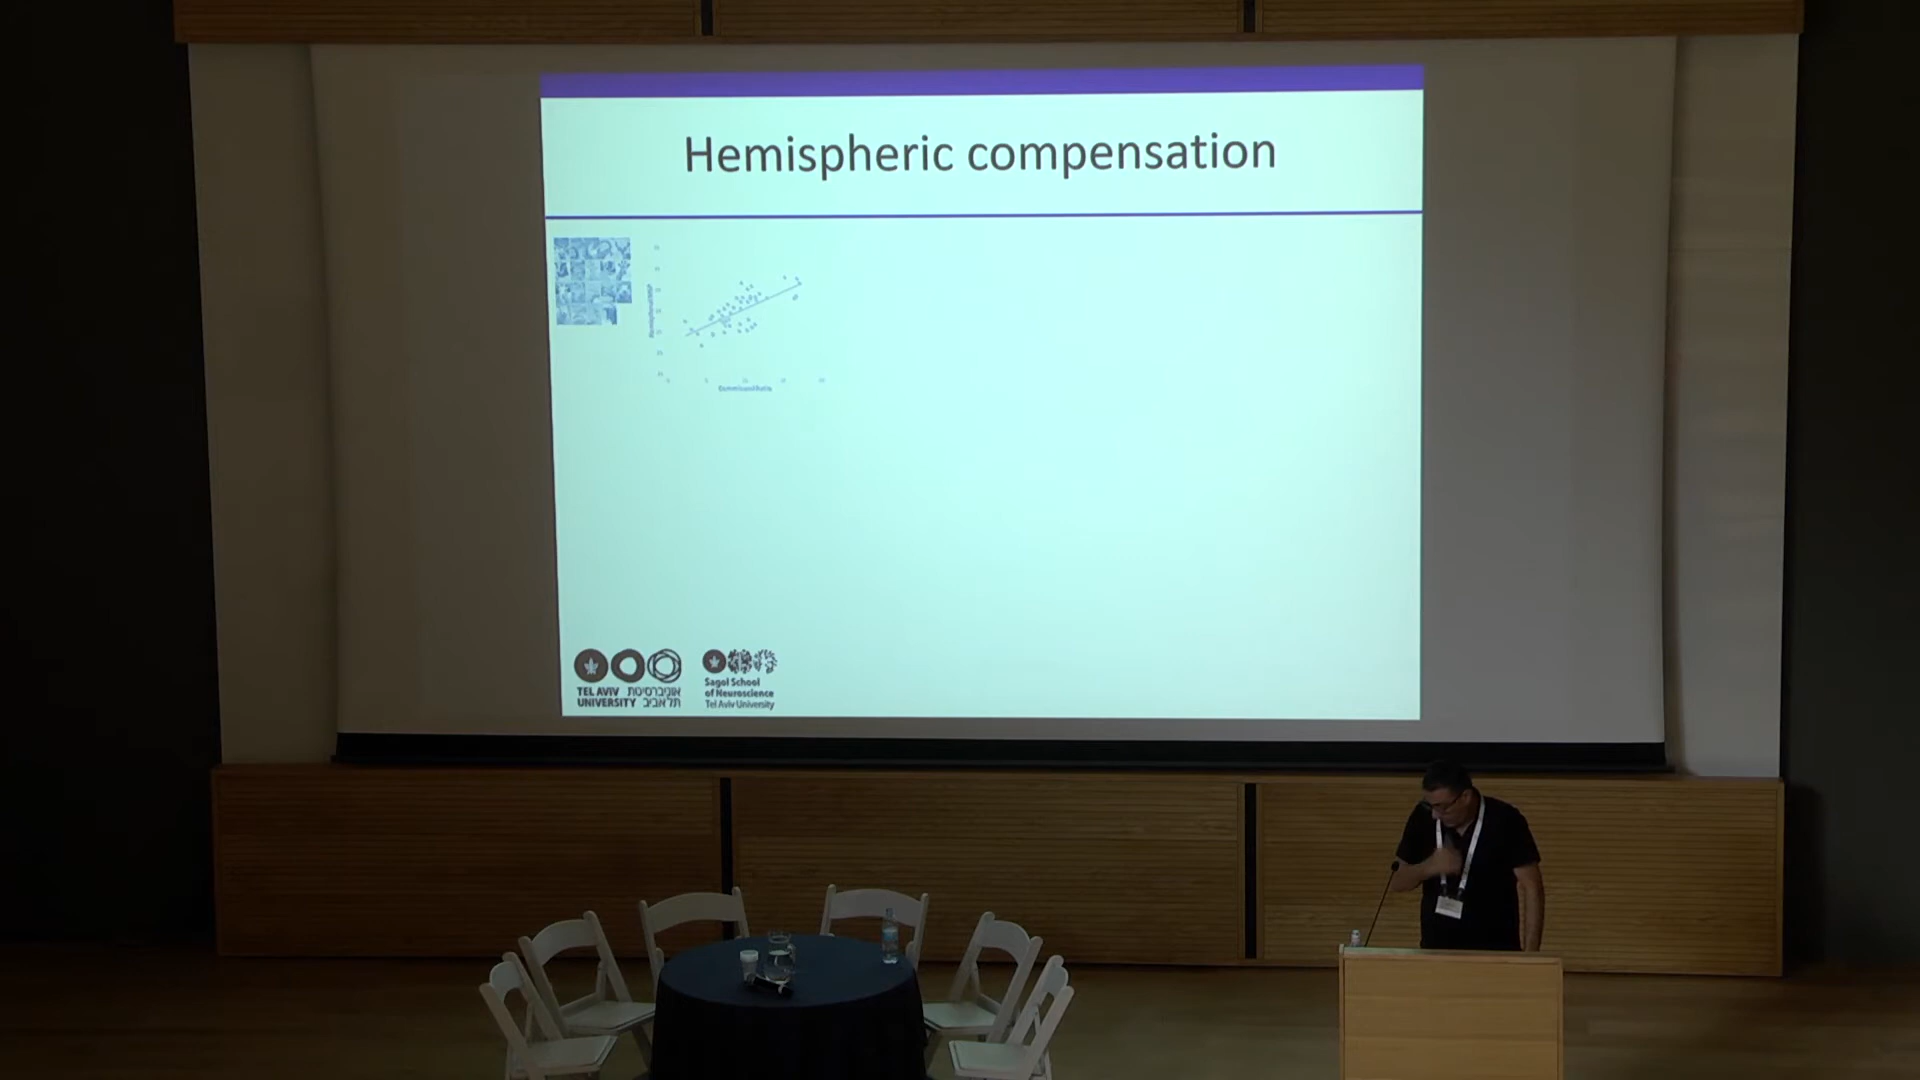 Hemispheric compensation
TEL AVIV אוניברסיטת
UNIVERSITY תל אביב
Sagol School
of Neuroscience
Tel Aviv University